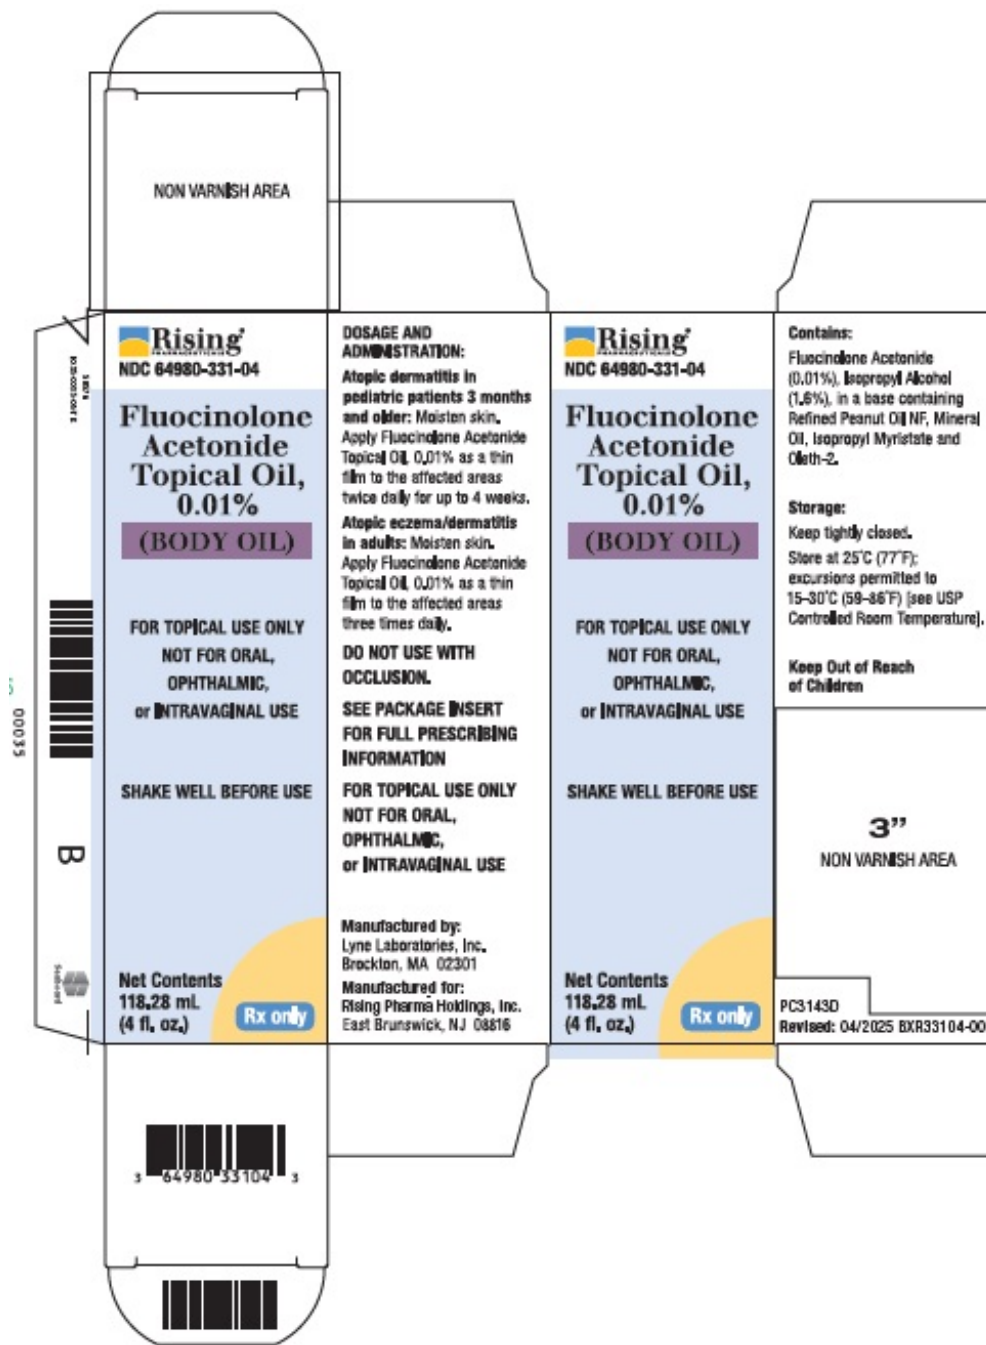 NON VARNISH AREA
Rising
PHARMACEUTICALS
NDC 64980-331-04
Fluocinolone
Acetonide
Topical Oil,
0.01%
(BODY OIL)
FOR TOPICAL USE ONLY
NOT FOR ORAL,
OPHTHALMIC,
or INTRAVAGINAL USE
SHAKE WELL BEFORE USE
Net Contents
118.28 mL
(4 fl. oz.)
Rx only
DOSAGE AND
ADMINISTRATION:
Atopic dermatitis in
pediatric patients 3 months
and older: Moisten skin.
Apply Fluocinolone Acetonide
Topical Oil, 0.01% as a thin
film to the affected areas
twice daily for up to 4 weeks.
Atopic eczema/dermatitis
in adults: Moisten skin.
Apply Fluocinolone Acetonide
Topical Oil, 0.01% as a thin
film to the affected areas
three times daily.
DO NOT USE WITH
OCCLUSION.
SEE PACKAGE INSERT
FOR FULL PRESCRIBING
INFORMATION
FOR TOPICAL USE ONLY
NOT FOR ORAL,
OPHTHALMIC,
or INTRAVAGINAL USE
Manufactured by:
Lyne Laboratories, Inc.
Brockton, MA 02301
Manufactured for:
Rising Pharma Holdings, Inc.
East Brunswick, NJ 08816
Rising
PHARMACEUTICALS
NDC 64980-331-04
Fluocinolone
Acetonide
Topical Oil,
0.01%
(BODY OIL)
FOR TOPICAL USE ONLY
NOT FOR ORAL,
OPHTHALMIC,
or INTRAVAGINAL USE
SHAKE WELL BEFORE USE
Net Contents
118.28 mL
(4 fl. oz.)
Rx only
Contains:
Fluocinolone Acetonide
(0.01%), Isopropyl Alcohol
(1.6%), in a base containing
Refined Peanut Oil NF, Mineral
Oil, Isopropyl Myristate and
Oleth-2.
Storage:
Keep tightly closed.
Store at 25°C (77°F);
excursions permitted to
15-30°C (59-86°F) [see USP
Controlled Room Temperature].
Keep Out of Reach
of Children
3”
NON VARNISH AREA
PC3143D
Revised: 04/2025 BXR33104-00
00035
B
3 64980 33104 3